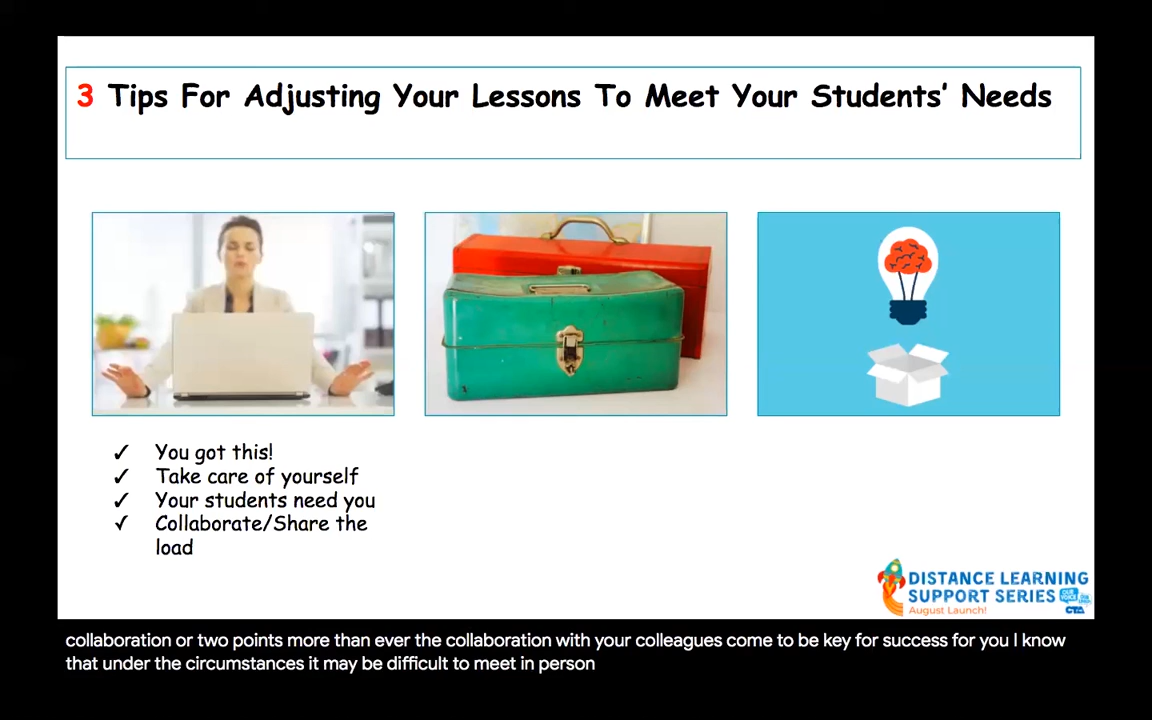 3 Tips For Adjusting Your Lessons To Meet Your Students’ Needs
✓ You got this!
✓ Take care of yourself
✓ Your students need you
✓ Collaborate/Share the
load
DISTANCE LEARNING
SUPPORT SERIES
August Launch!
CTA
collaboration or two points more than ever the collaboration with your colleagues come to be key for success for you I know
that under the circumstances it may be difficult to meet in person